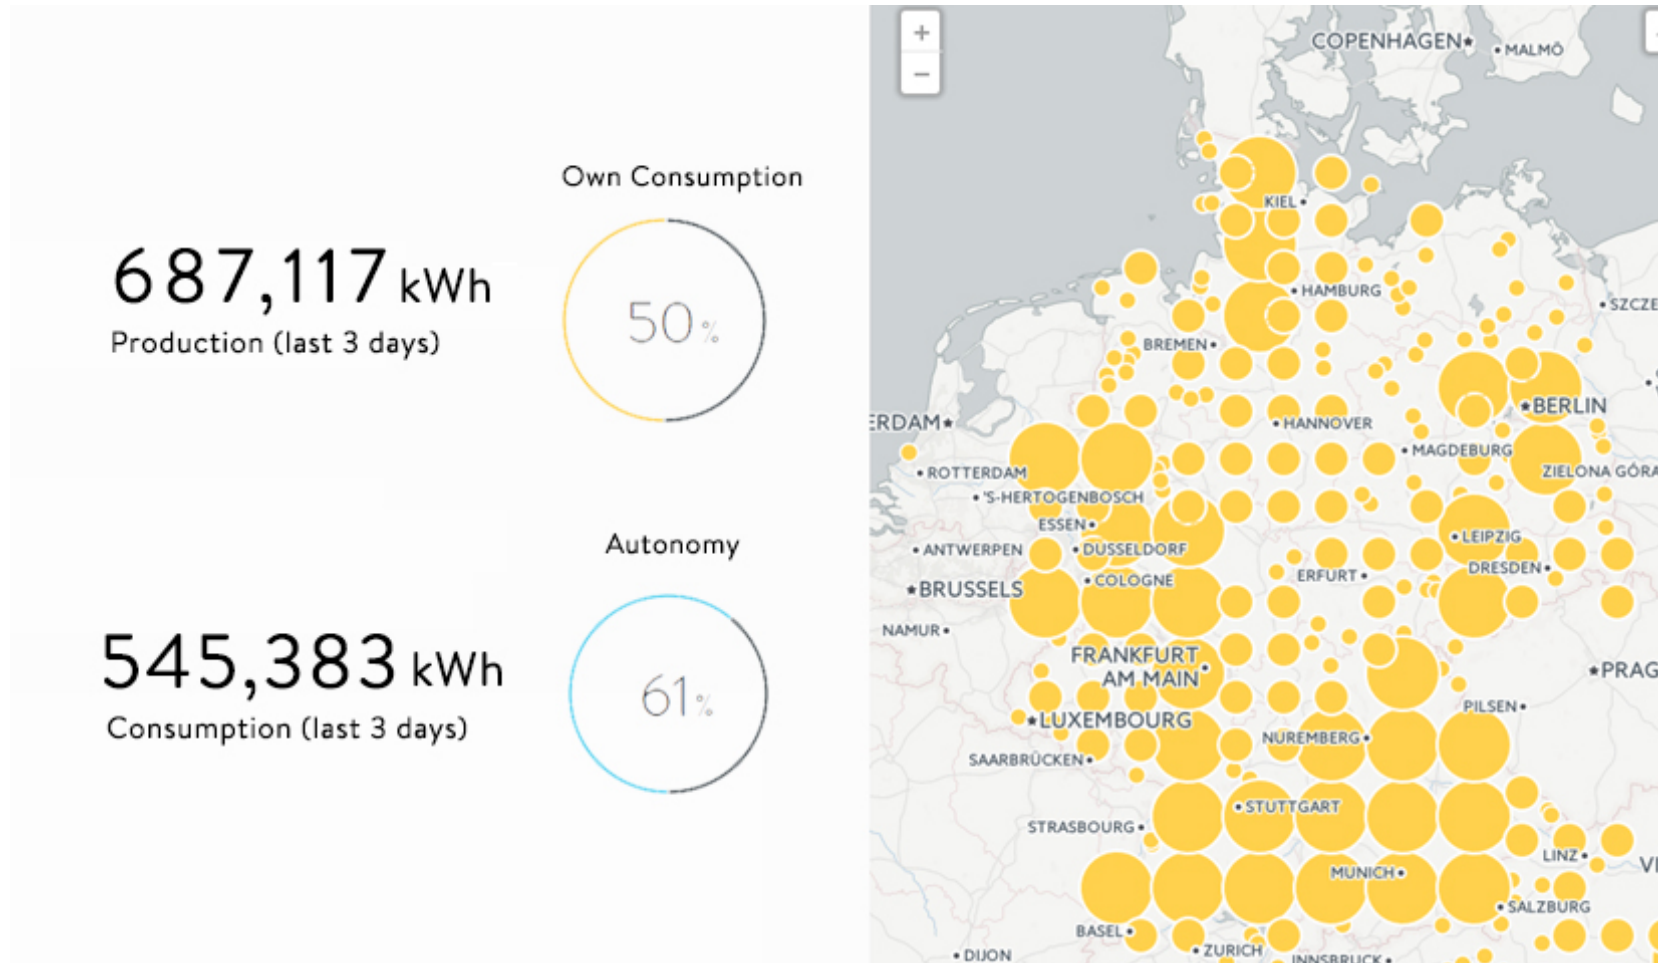 Own Consumption
687,117 kWh
50 %
Production (last 3 days)
Autonomy
545,383 kWh
61 %
Consumption (last 3 days)
+
−
COPENHAGEN
MALMÖ
KIEL
HAMBURG
SZCZE
BREMEN
BERLIN
ERDAM
HANNOVER
MAGDEBURG
ROTTERDAM
ZIELONA GÓRA
'S-HERTOGENBOSCH
ESSEN
LEIPZIG
ANTWERPEN
DUSSELDORF
DRESDEN
ERFURT
COLOGNE
BRUSSELS
NAMUR
FRANKFURT
AM MAIN
PRAG
PILSEN
LUXEMBOURG
NUREMBERG
SAARBRÜCKEN
STUTTGART
STRASBOURG
LINZ
MUNICH
SALZBURG
BASEL
ZURICH
DIJON
INNSBRUCK